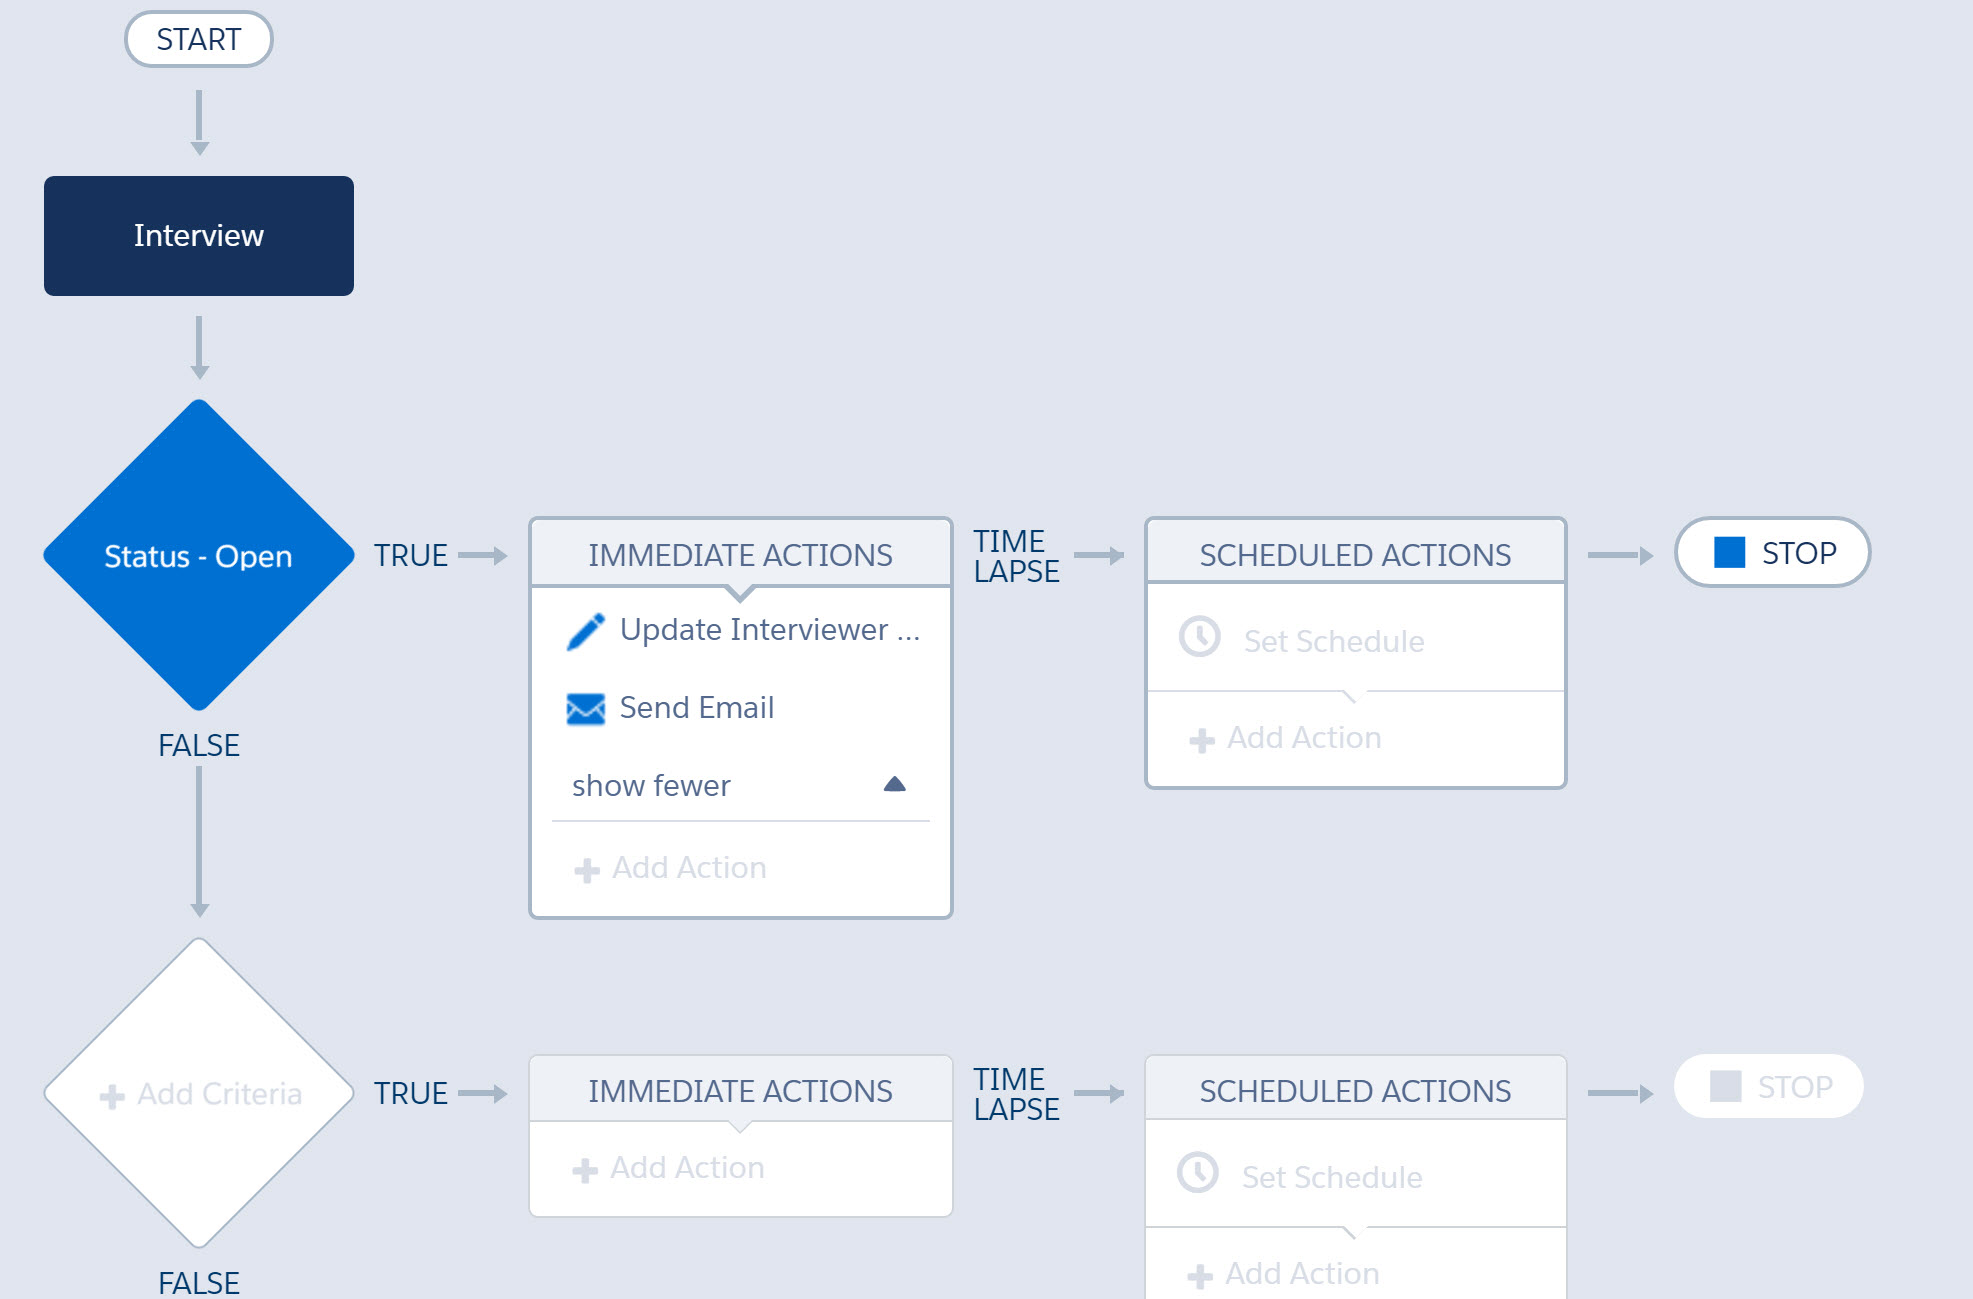 START
Interview
Status - Open
TRUE
IMMEDIATE ACTIONS
Update Interviewer ...
Send Email
show fewer
Add Action
TIME
LAPSE
SCHEDULED ACTIONS
Set Schedule
Add Action
STOP
FALSE
Add Criteria
TRUE
IMMEDIATE ACTIONS
Add Action
TIME
LAPSE
SCHEDULED ACTIONS
Set Schedule
Add Action
STOP
FALSE